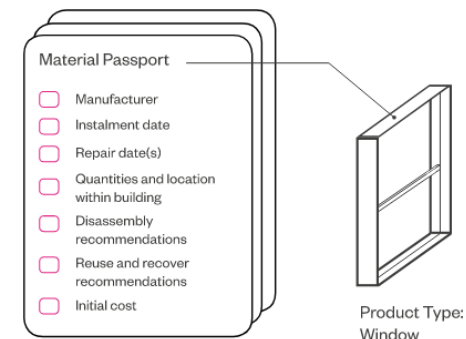 Material Passport
Manufacturer
Instalment date
Repair date(s)
Quantities and location
within building
Disassembly
recommendations
Reuse and recover
recommendations
Initial cost
Product Type:
Window